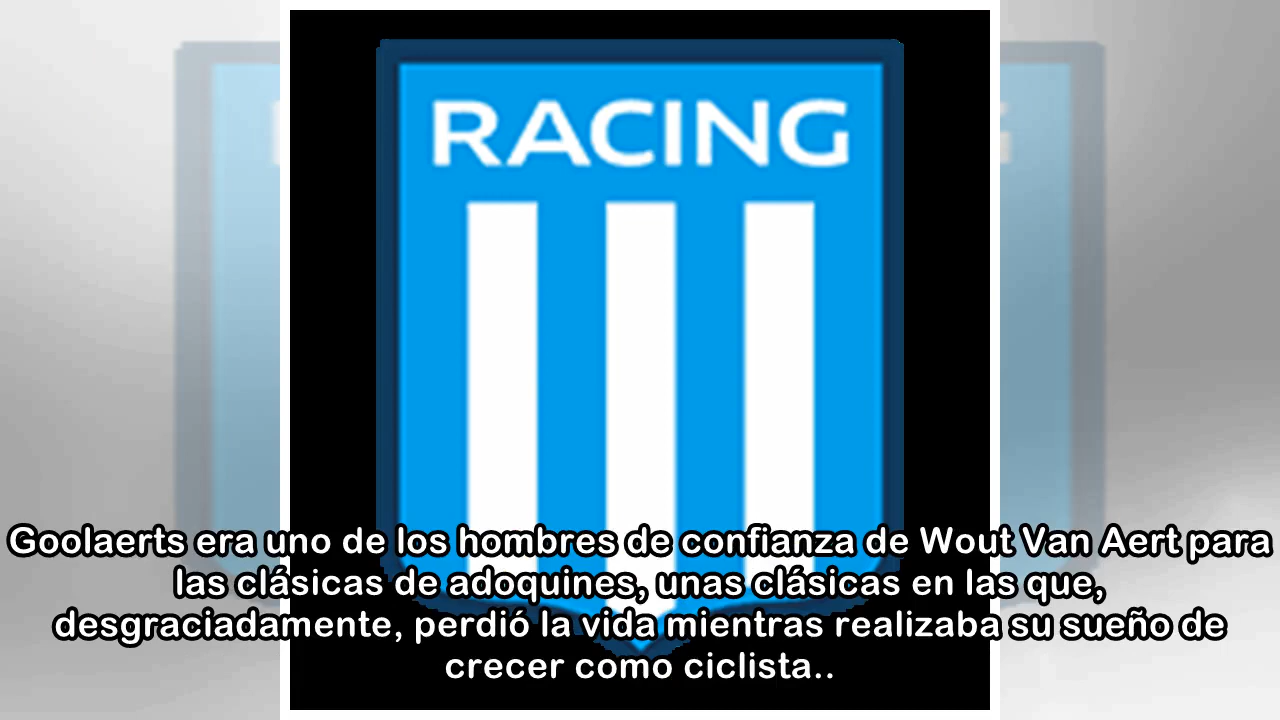 RACING
Goolaerts era uno de los hombres de confianza de Wout Van Aert para
las clásicas de adoquines, unas clásicas en las que,
desgraciadamente, perdió la vida mientras realizaba su sueño de
crecer como ciclista..